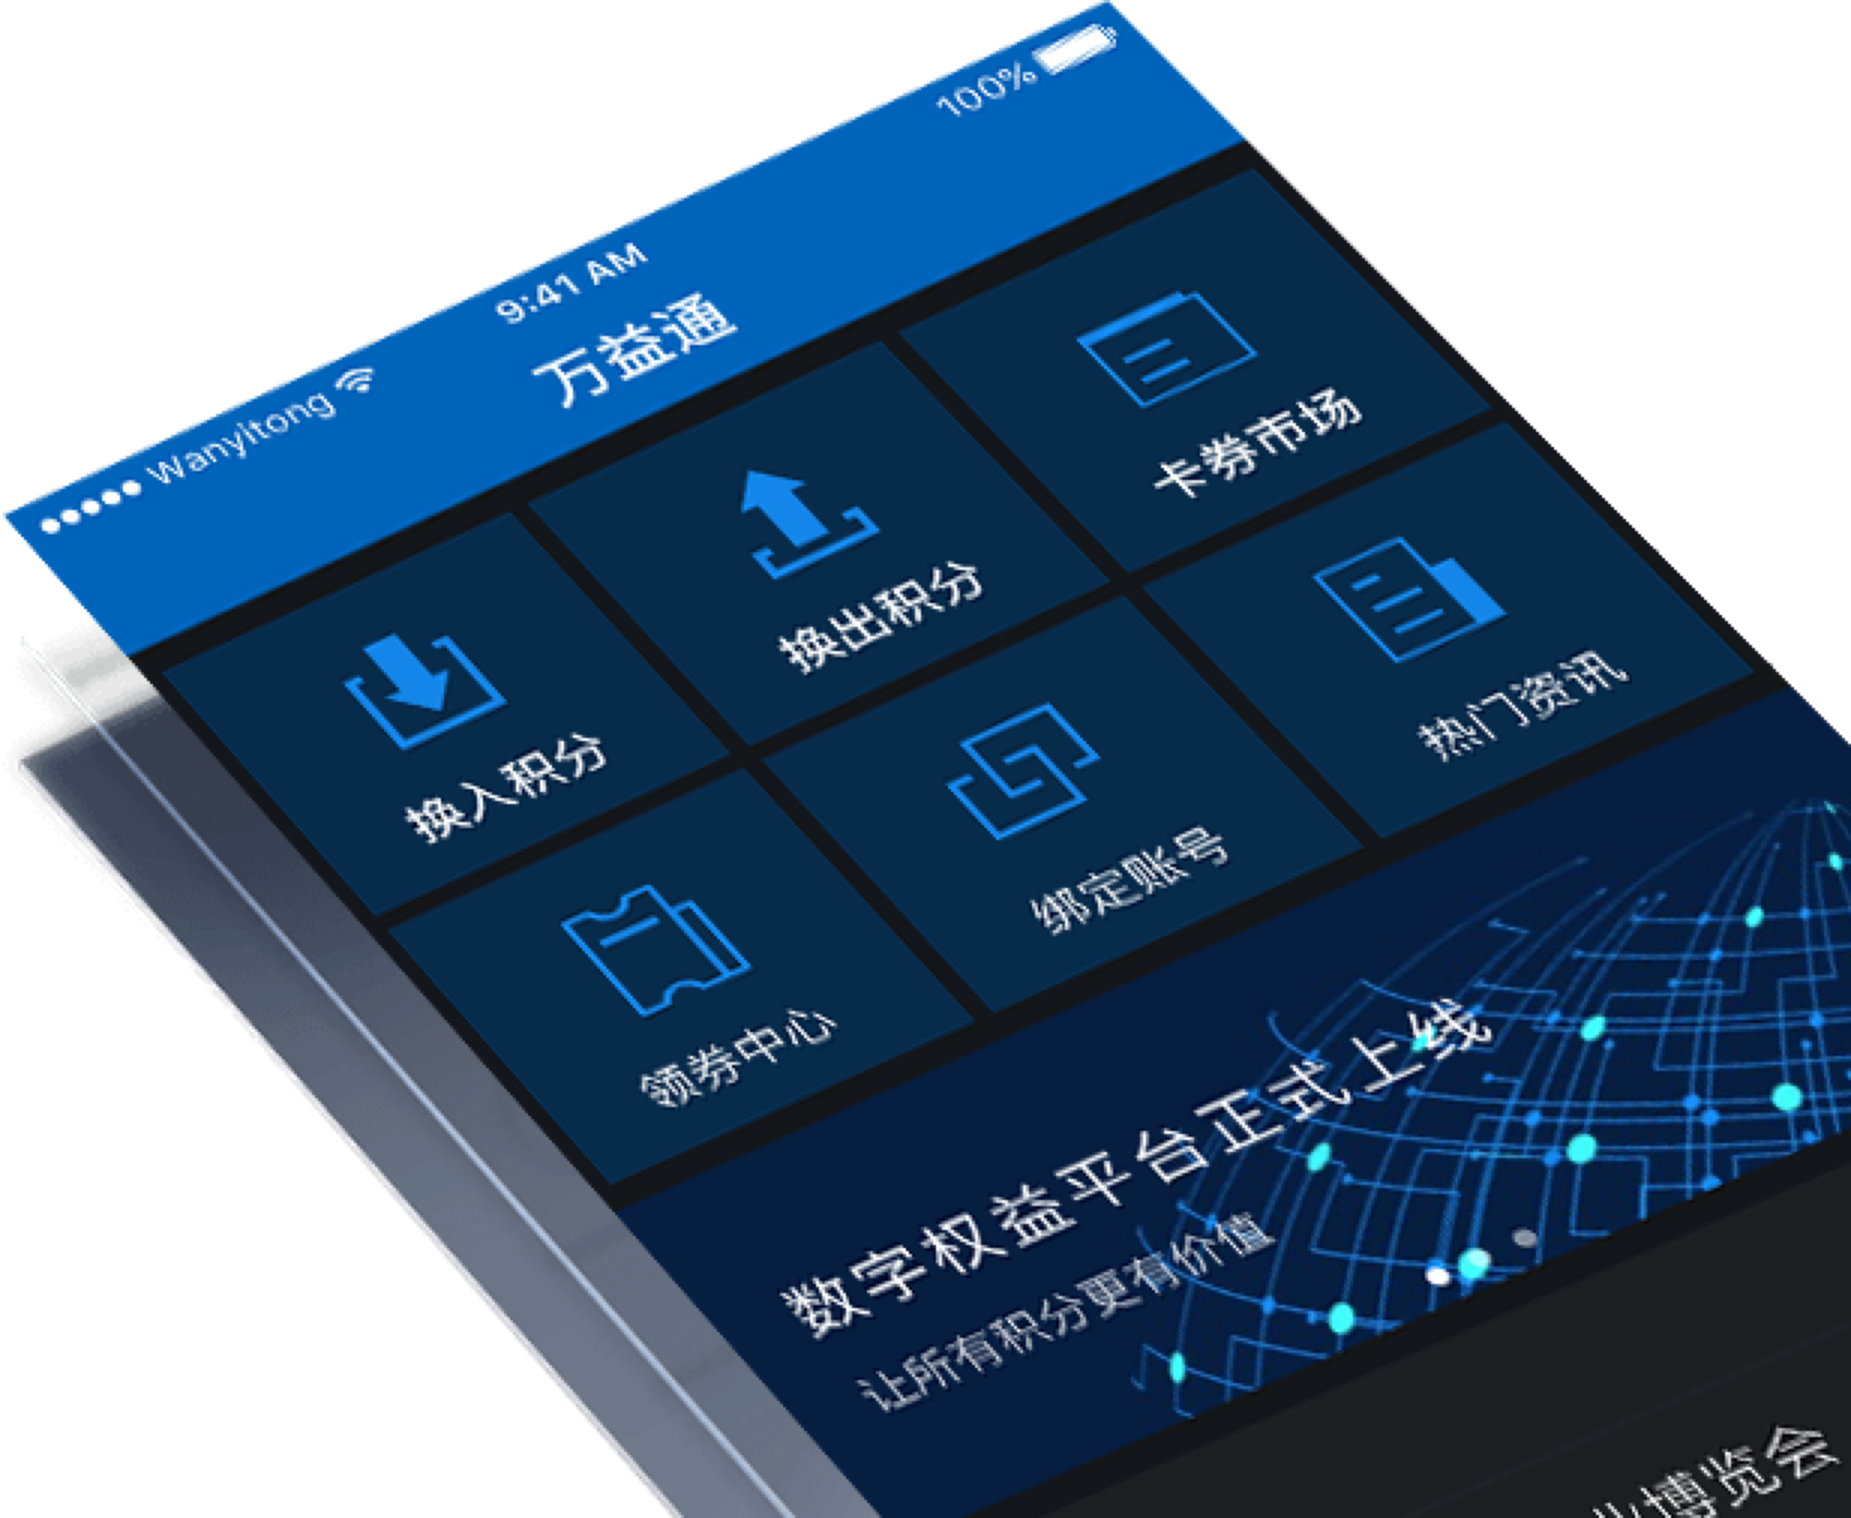 Wanyitong
9:41 AM
100%
万益通
换入积分
换出积分
卡券市场
领券中心
绑定账号
热门资讯
数字权益平台正式上线
让所有积分更有价值
博览会